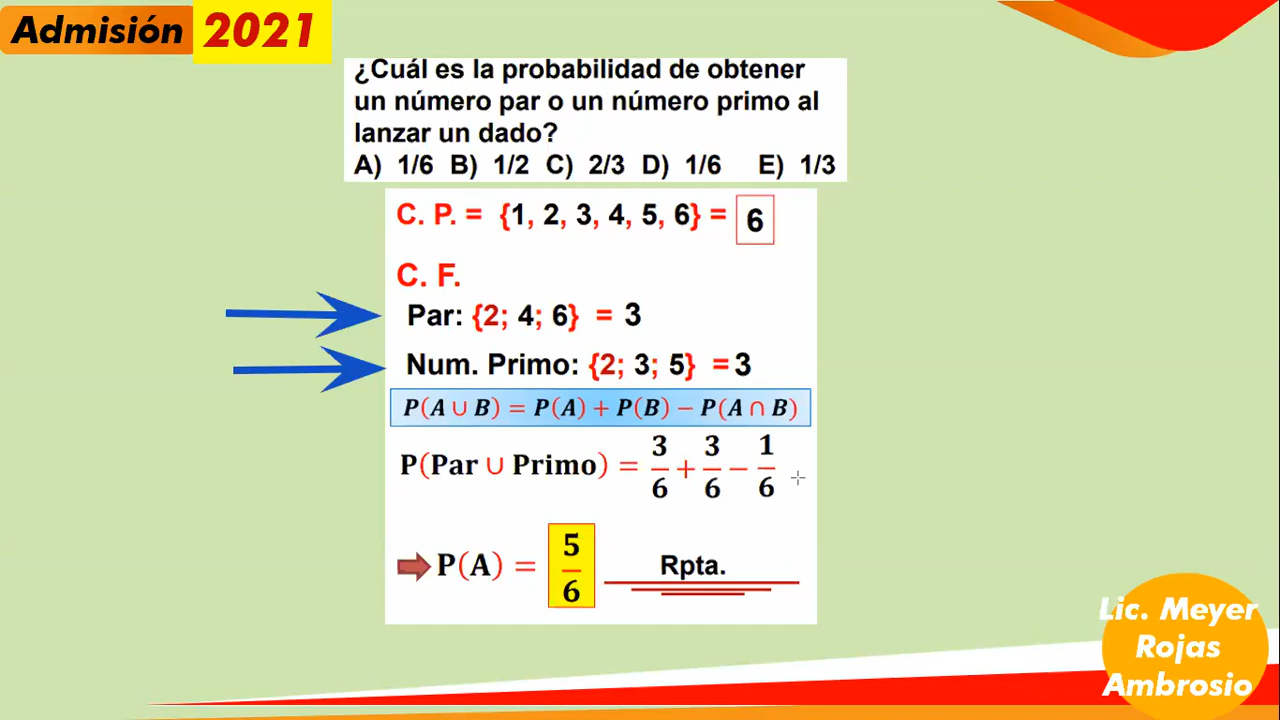 Admisión 2021
¿Cuál es la probabilidad de obtener
un número par o un número primo al
lanzar un dado?
A) 1/6 B) 1/2 C) 2/3 D) 1/6 E) 1/3
C. P. = {1, 2, 3, 4, 5, 6} = 6
C. F.
Par: {2; 4; 6} = 3
Num. Primo: {2; 3; 5} = 3
P(A ∪ B) = P(A) + P(B) − P(A ∩ B)
P(Par ∪ Primo) = 3/6 + 3/6 − 1/6
P(A) = 5/6 Rpta.
Lic. Meyer
Rojas
Ambrosio